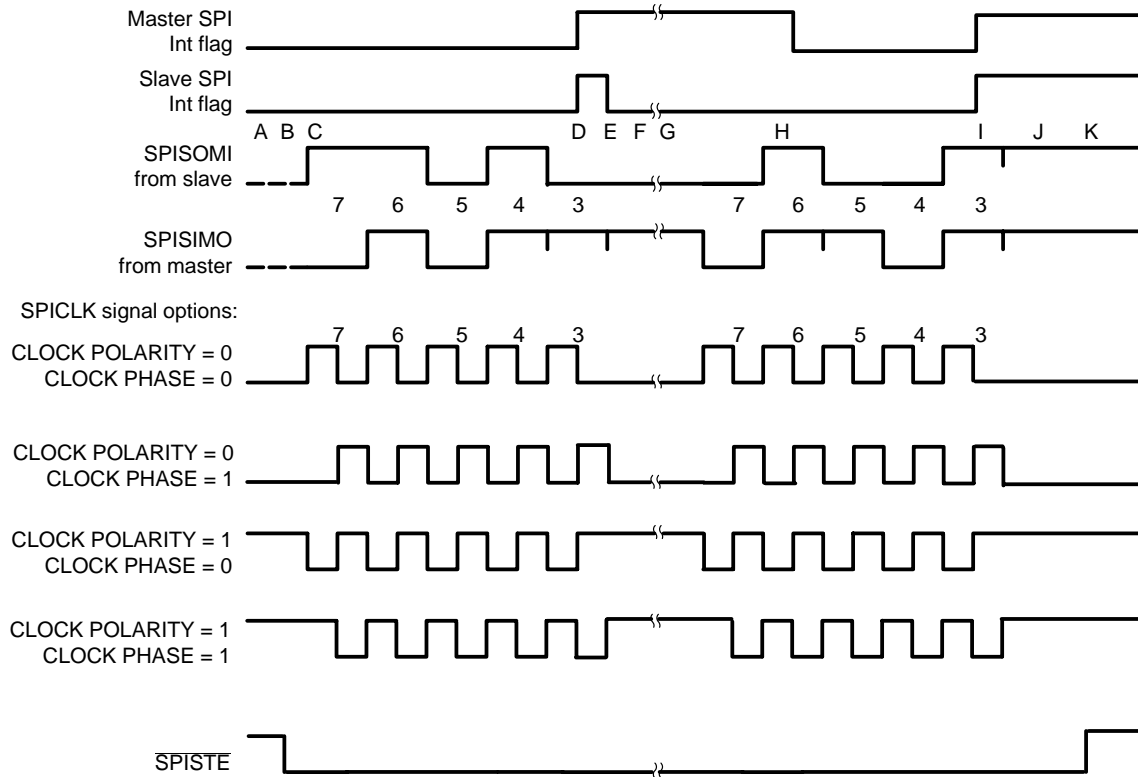 Master SPI
Int flag
Slave SPI
Int flag
A B C D E F G H I J K
SPISOMI
from slave
7 6 5 4 3 7 6 5 4 3
SPISIMO
from master
SPICLK signal options:
7 6 5 4 3 7 6 5 4 3
CLOCK POLARITY = 0
CLOCK PHASE = 0
CLOCK POLARITY = 0
CLOCK PHASE = 1
CLOCK POLARITY = 1
CLOCK PHASE = 0
CLOCK POLARITY = 1
CLOCK PHASE = 1
SPISTE